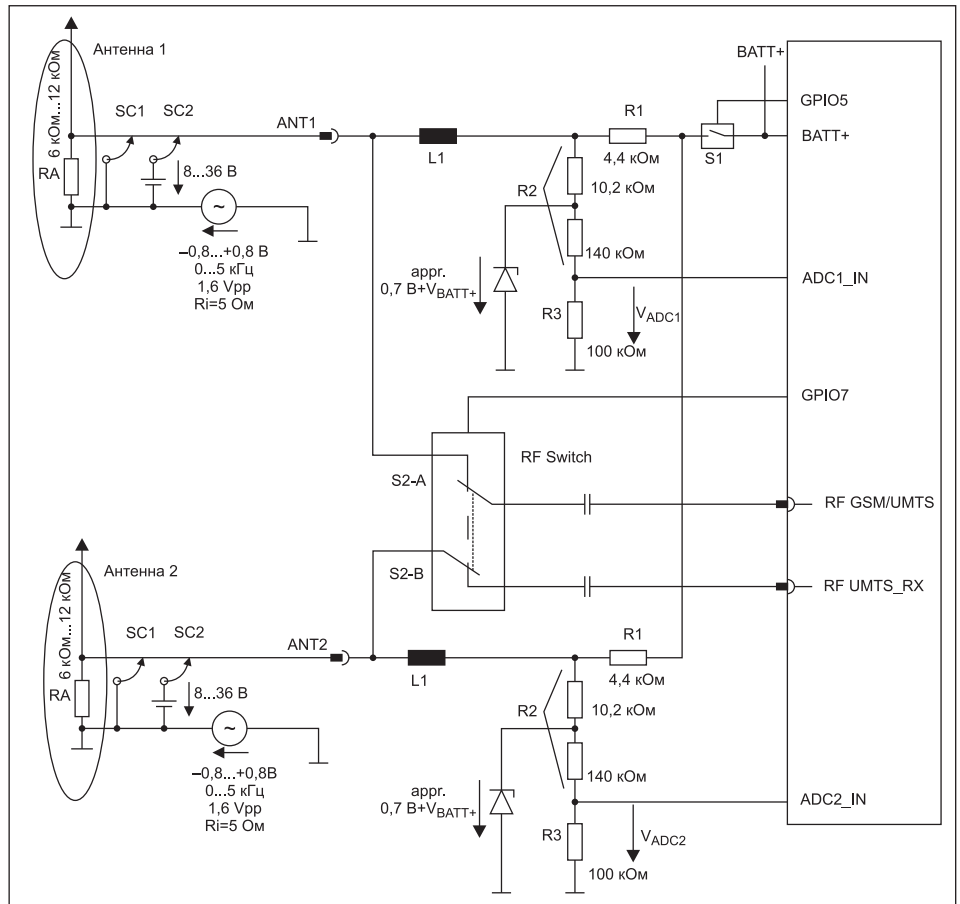 Антенна 1
6 кОм...12 кОм
RA
SC1
SC2
8...36 В
~
–0,8...+0,8 В
0...5 кГц
1,6 Vpp
Ri=5 Ом
ANT1
L1
R1
4,4 кОм
S1
BATT+
GPIO5
BATT+
R2
10,2 кОм
140 кОм
appr.
0,7 В+VBATT+
R3
100 кОм
VADC1
ADC1_IN
GPIO7
RF Switch
S2-A
RF GSM/UMTS
S2-B
RF UMTS_RX
Антенна 2
6 кОм...12 кОм
RA
SC1
SC2
8...36 В
~
–0,8...+0,8В
0...5 кГц
1,6 Vpp
Ri=5 Ом
ANT2
L1
R1
4,4 кОм
R2
10,2 кОм
140 кОм
appr.
0,7 В+VBATT+
R3
100 кОм
VADC2
ADC2_IN